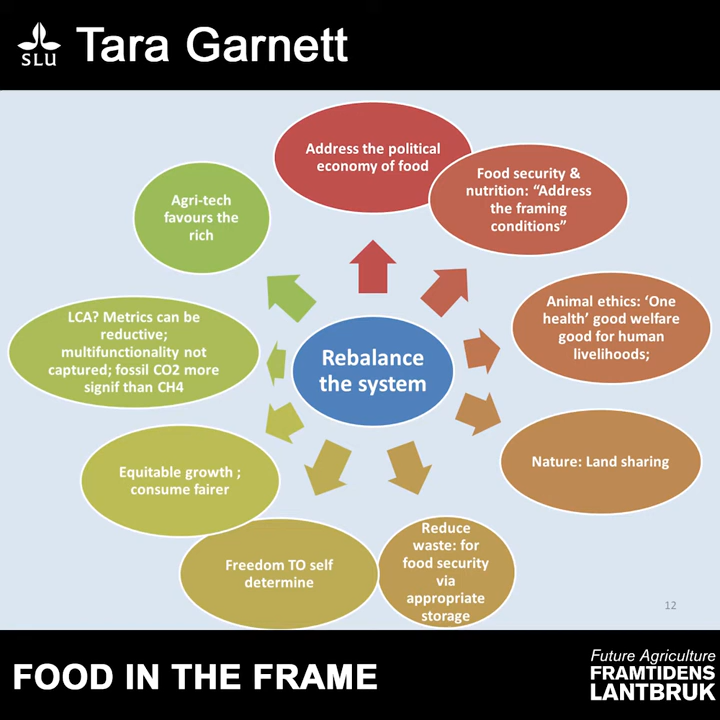 SLU
Tara Garnett
Address the political
economy of food
Food security &
nutrition: “Address
the framing
conditions”
Animal ethics: ‘One
health’ good welfare
good for human
livelihoods;
Nature: Land sharing
Reduce
waste: for
food security
via
appropriate
storage
Freedom TO self
determine
Equitable growth ;
consume fairer
LCA? Metrics can be
reductive;
multifunctionality not
captured; fossil CO2 more
signif than CH4
Agri-tech
favours the
rich
Rebalance
the system
12
FOOD IN THE FRAME
Future Agriculture
FRAMTIDENS
LANTBRUK